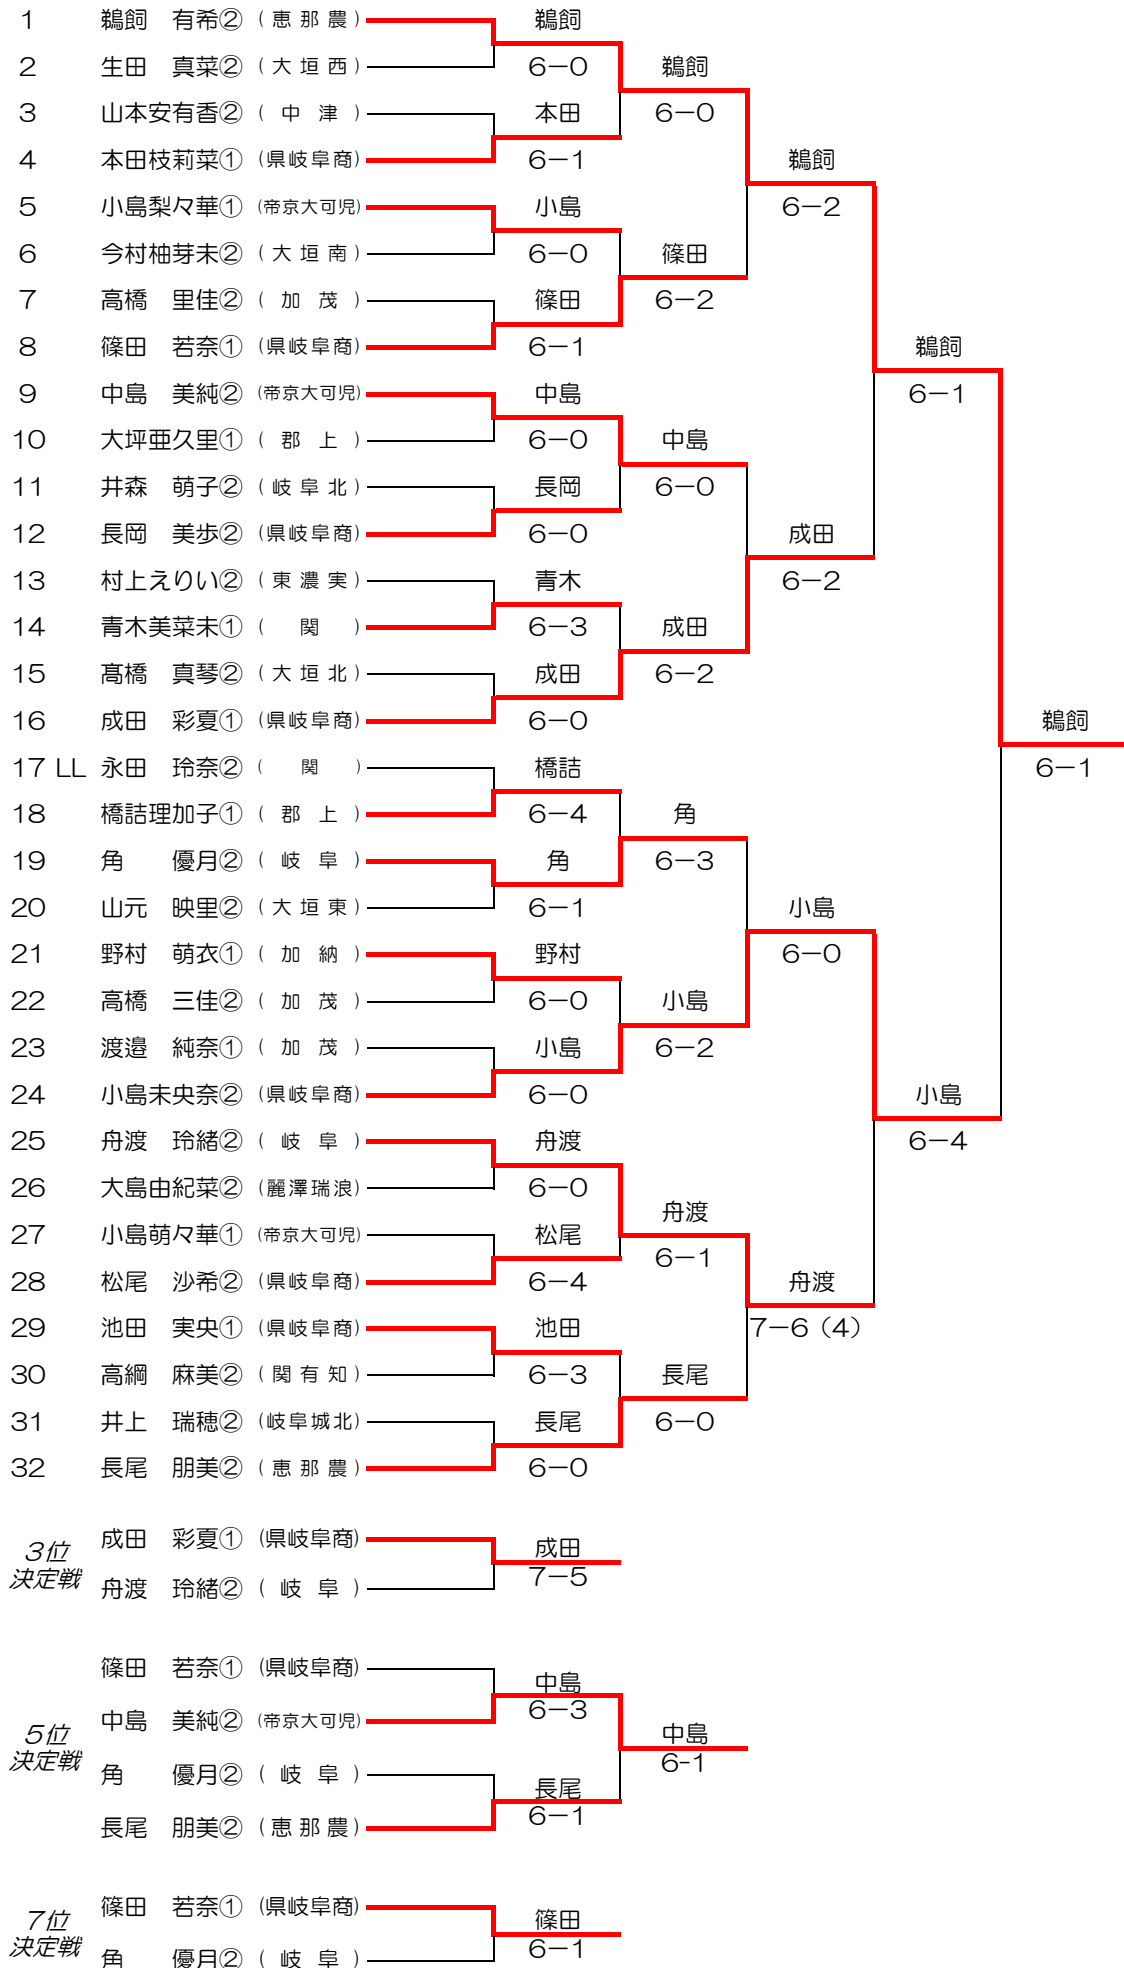 1 鵜飼　有希② (恵那農) 鵜飼
2 生田　真菜② (大垣西) 6－0 鵜飼
3 山本安有香② (中津) 本田 6－0
4 本田枝莉菜① (県岐阜商) 6－1 鵜飼
5 小島梨々華① (帝京大可児) 小島 6－2
6 今村柚芽未② (大垣南) 6－0 篠田
7 高橋　里佳② (加茂) 篠田 6－2
8 篠田　若奈① (県岐阜商) 6－1 鵜飼
9 中島　美純② (帝京大可児) 中島 6－1
10 大坪亜久里① (郡上) 6－0 中島
11 井森　萌子② (岐阜北) 長岡 6－0
12 長岡　美歩② (県岐阜商) 6－0 成田
13 村上えりい② (東濃実) 青木 6－2
14 青木美菜未① (関) 6－3 成田
15 髙橋　真琴② (大垣北) 成田 6－2
16 成田　彩夏① (県岐阜商) 6－0 鵜飼
17 LL 永田　玲奈② (関) 橋詰 6－1
18 橋詰理加子① (郡上) 6－4 角
19 角　　優月② (岐阜) 角 6－3
20 山元　映里② (大垣東) 6－1 小島
21 野村　萌衣① (加納) 野村 6－0
22 高橋　三佳② (加茂) 6－0 小島
23 渡邉　純奈① (加茂) 小島 6－2
24 小島未央奈② (県岐阜商) 6－0 小島
25 舟渡　玲緒② (岐阜) 舟渡 6－4
26 大島由紀菜② (麗澤瑞浪) 6－0 舟渡
27 小島萌々華① (帝京大可児) 松尾 6－1
28 松尾　沙希② (県岐阜商) 6－4 舟渡
29 池田　実央① (県岐阜商) 池田 7－6（4）
30 高綱　麻美② (関有知) 6－3 長尾
31 井上　瑞穂② (岐阜城北) 長尾 6－0
32 長尾　朋美② (恵那農) 6－0
3位
決定戦
成田　彩夏① (県岐阜商) 成田
舟渡　玲緒② (岐阜) 7－5
5位
決定戦
篠田　若奈① (県岐阜商) 中島
中島　美純② (帝京大可児) 6－3 中島
角　　優月② (岐阜) 長尾 6-1
長尾　朋美② (恵那農) 6－1
7位
決定戦
篠田　若奈① (県岐阜商) 篠田
角　　優月② (岐阜) 6－1